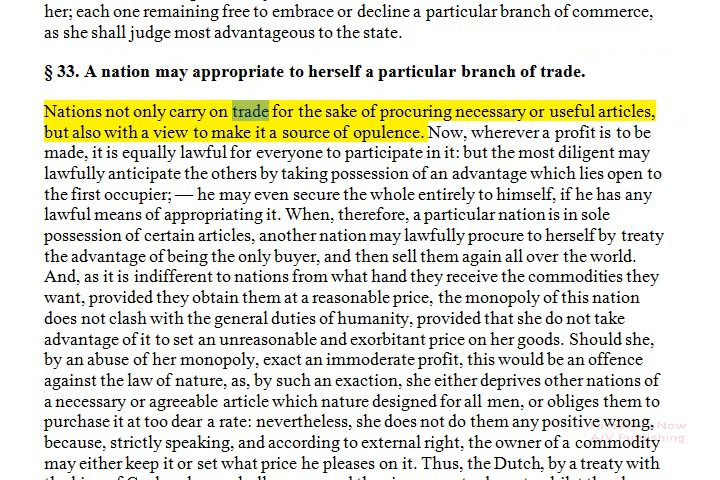 her; each one remaining free to embrace or decline a particular branch of commerce,
as she shall judge most advantageous to the state.
§ 33. A nation may appropriate to herself a particular branch of trade.
Nations not only carry on trade for the sake of procuring necessary or useful articles,
but also with a view to make it a source of opulence. Now, wherever a profit is to be
made, it is equally lawful for everyone to participate in it: but the most diligent may
lawfully anticipate the others by taking possession of an advantage which lies open to
the first occupier; — he may even secure the whole entirely to himself, if he has any
lawful means of appropriating it. When, therefore, a particular nation is in sole
possession of certain articles, another nation may lawfully procure to herself by treaty
the advantage of being the only buyer, and then sell them again all over the world.
And, as it is indifferent to nations from what hand they receive the commodities they
want, provided they obtain them at a reasonable price, the monopoly of this nation
does not clash with the general duties of humanity, provided that she do not take
advantage of it to set an unreasonable and exorbitant price on her goods. Should she,
by an abuse of her monopoly, exact an immoderate profit, this would be an offence
against the law of nature, as, by such an exaction, she either deprives other nations of
a necessary or agreeable article which nature designed for all men, or obliges them to
purchase it at too dear a rate: nevertheless, she does not do them any positive wrong,
because, strictly speaking, and according to external right, the owner of a commodity
may either keep it or set what price he pleases on it. Thus, the Dutch, by a treaty with